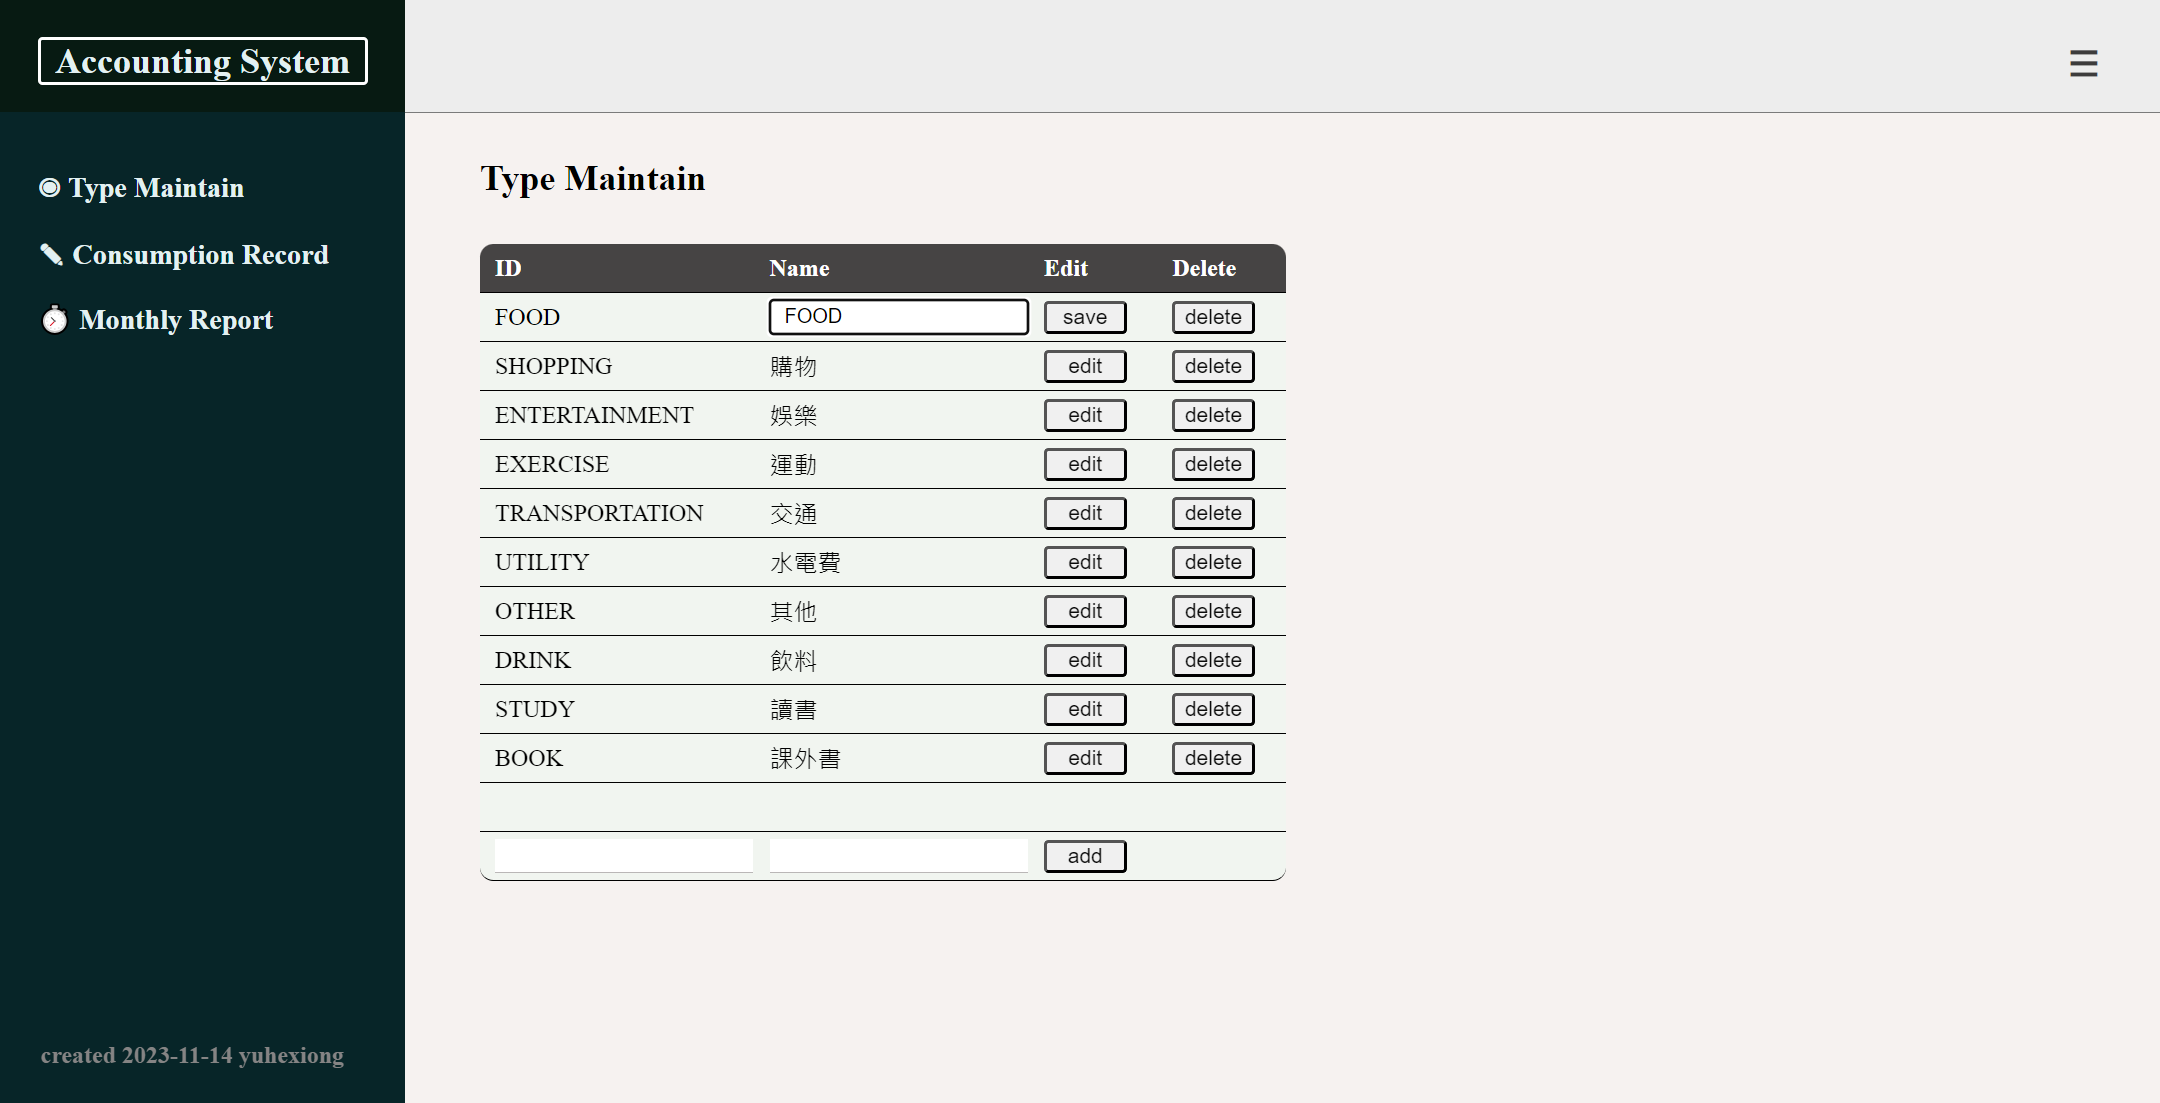 Accounting System
Type Maintain
Consumption Record
Monthly Report
created 2023-11-14 yuhexiong
Type Maintain
ID Name Edit Delete
FOOD FOOD save delete
SHOPPING 購物 edit delete
ENTERTAINMENT 娛樂 edit delete
EXERCISE 運動 edit delete
TRANSPORTATION 交通 edit delete
UTILITY 水電費 edit delete
OTHER 其他 edit delete
DRINK 飲料 edit delete
STUDY 讀書 edit delete
BOOK 課外書 edit delete
add